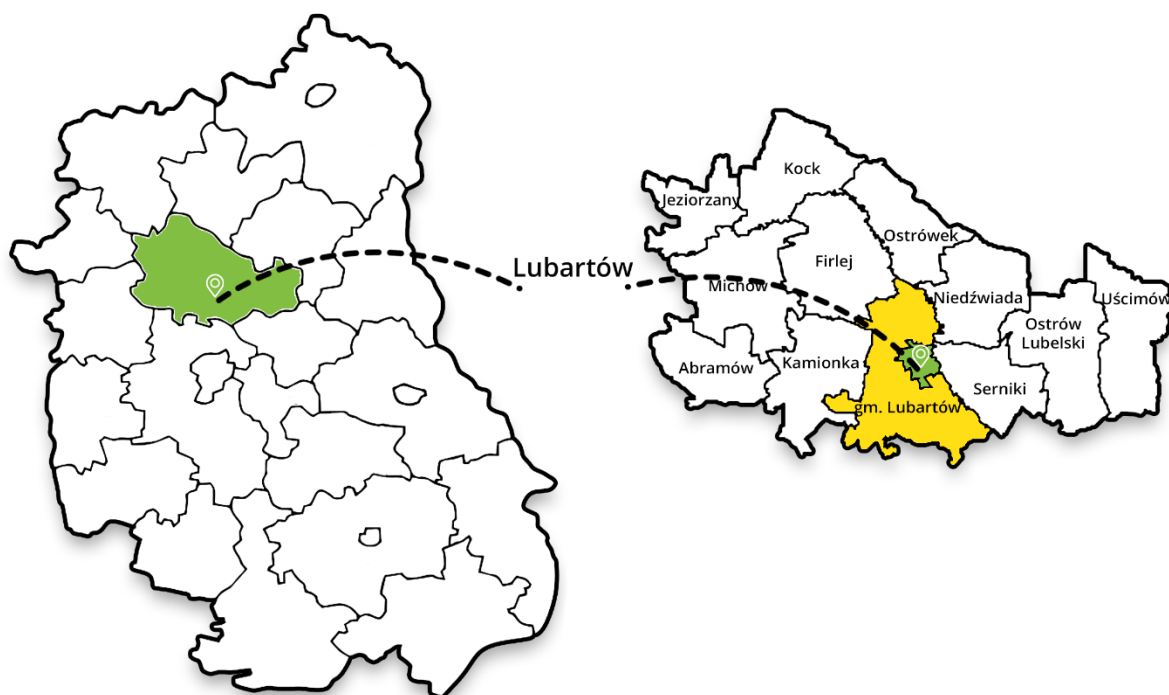 Lubartów
Kock
Jeziorzany
Ostrówek
Firlej
Michów
Niedźwiada
Uścimów
Ostrów
Lubelski
Abramów
Kamionka
Serniki
gm. Lubartów